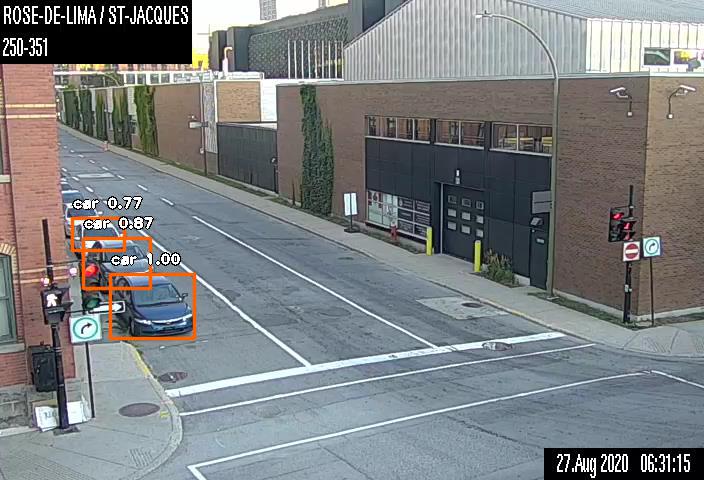 ROSE-DE-LIMA / ST-JACQUES
250-351
car 0.77
car 0.87
car 1.00
27.Aug 2020 06:31:15